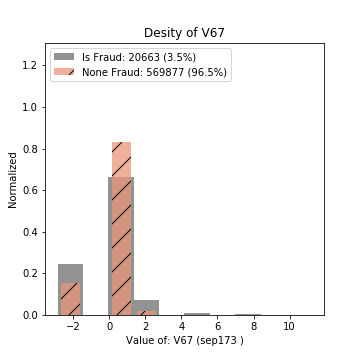 Desity of V67
Is Fraud: 20663 (3.5%)
None Fraud: 569877 (96.5%)
Normalized
1.2
1.0
0.8
0.6
0.4
0.2
0.0
−2 0 2 4 6 8 10
Value of: V67 (sep173 )